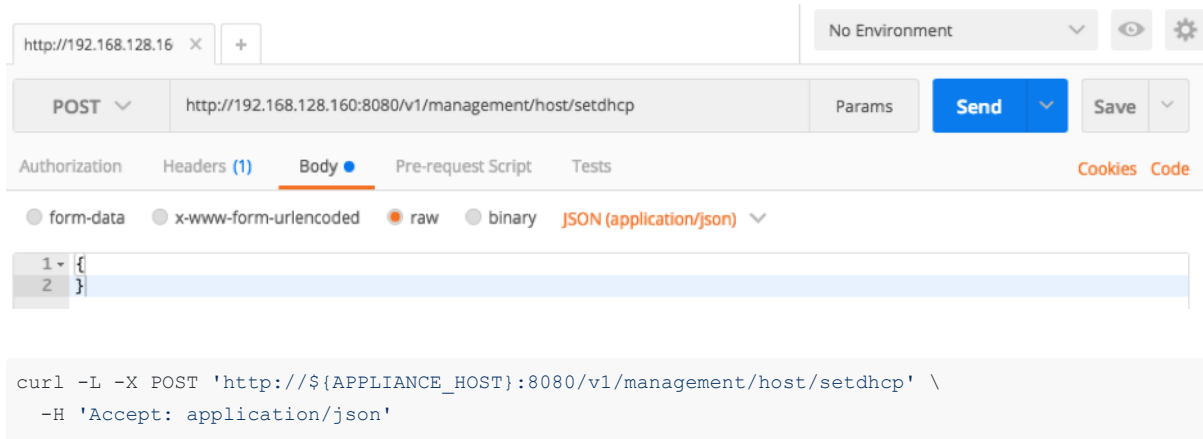 http://192.168.128.16 × +
No Environment
POST http://192.168.128.160:8080/v1/management/host/setdhcp Params Send Save
Authorization Headers (1) Body Pre-request Script Tests Cookies Code
form-data x-www-form-urlencoded raw binary JSON (application/json)
1 {
2 }
curl -L -X POST 'http://${APPLIANCE_HOST}:8080/v1/management/host/setdhcp' \
-H 'Accept: application/json'